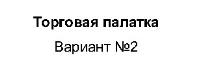 Торговая палатка
Вариант №2